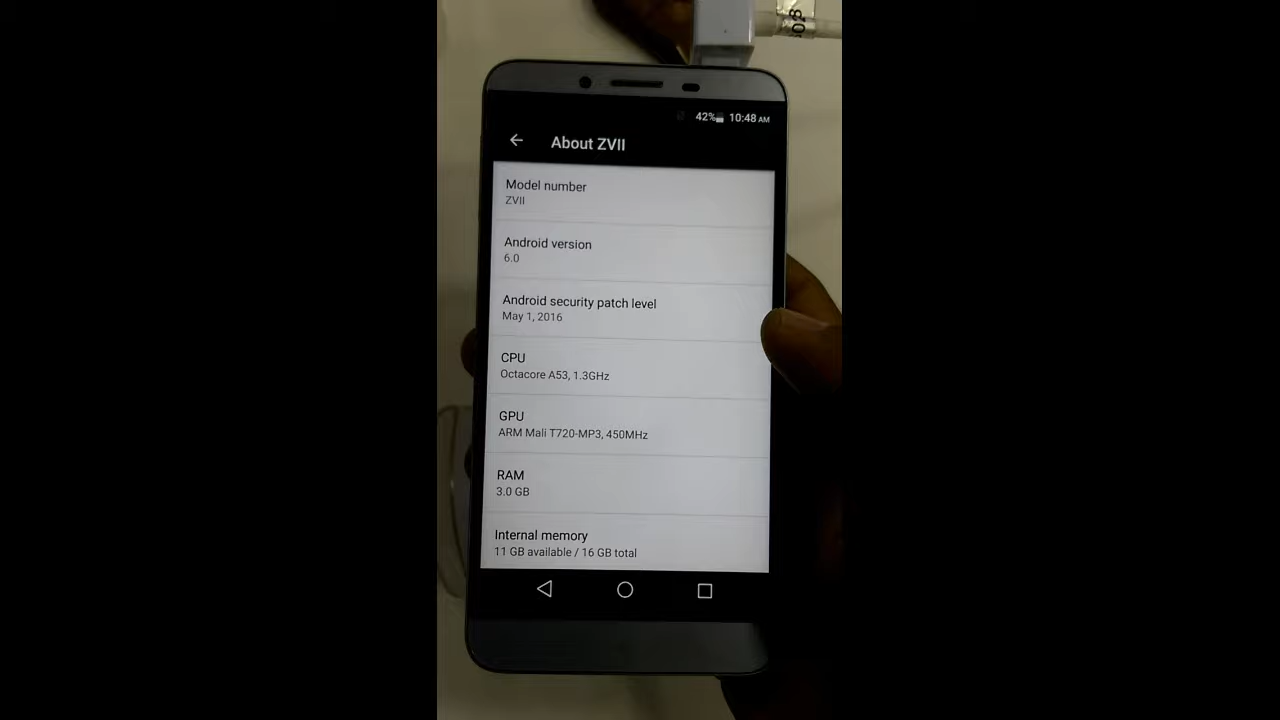 802
42% 10:48 AM
About ZVII
Model number
ZVII
Android version
6.0
Android security patch level
May 1, 2016
CPU
Octacore A53, 1.3GHz
GPU
ARM Mali T720-MP3, 450MHz
RAM
3.0 GB
Internal memory
11 GB available / 16 GB total